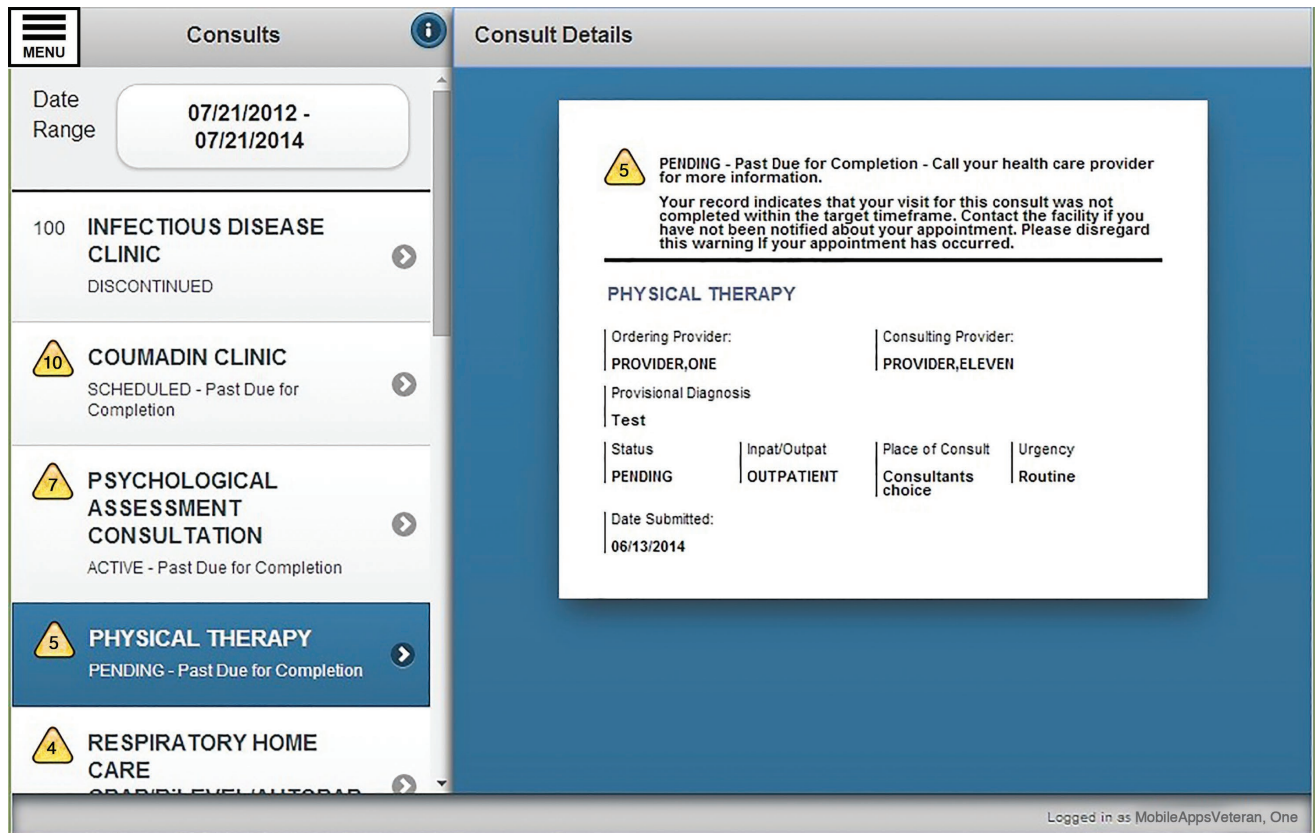 MENU
Consults
i
Consult Details
Date
Range
07/21/2012 -
07/21/2014
100
INFECTIOUS DISEASE
CLINIC
DISCONTINUED
10
COUMADIN CLINIC
SCHEDULED - Past Due for
Completion
7
PSYCHOLOGICAL
ASSESSMENT
CONSULTATION
ACTIVE - Past Due for Completion
5
PHYSICAL THERAPY
PENDING - Past Due for Completion
4
RESPIRATORY HOME
CARE
5
PENDING - Past Due for Completion - Call your health care provider
for more information.
Your record indicates that your visit for this consult was not
completed within the target timeframe. Contact the facility if you
have not been notified about your appointment. Please disregard
this warning If your appointment has occurred.
PHYSICAL THERAPY
Ordering Provider:
PROVIDER,ONE
Consulting Provider:
PROVIDER,ELEVEN
Provisional Diagnosis
Test
Status
PENDING
Inpat/Outpat
OUTPATIENT
Place of Consult
Consultants
choice
Urgency
Routine
Date Submitted:
06/13/2014
Logged in as MobileAppsVeteran, One